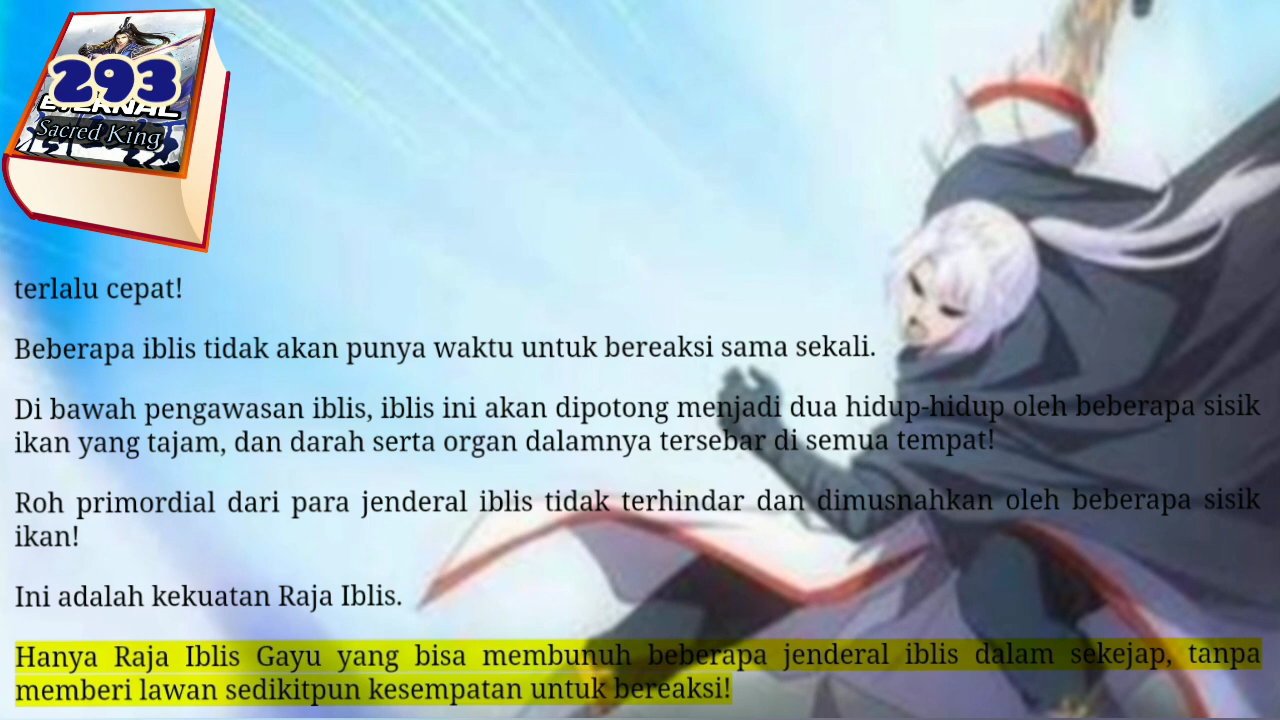 293
ETERNAL
Sacred King
terlalu cepat!
Beberapa iblis tidak akan punya waktu untuk bereaksi sama sekali.
Di bawah pengawasan iblis, iblis ini akan dipotong menjadi dua hidup-hidup oleh beberapa sisik
ikan yang tajam, dan darah serta organ dalamnya tersebar di semua tempat!
Roh primordial dari para jenderal iblis tidak terhindar dan dimusnahkan oleh beberapa sisik
ikan!
Ini adalah kekuatan Raja Iblis.
Hanya Raja Iblis Gayu yang bisa membunuh beberapa jenderal iblis dalam sekejap, tanpa
memberi lawan sedikitpun kesempatan untuk bereaksi!